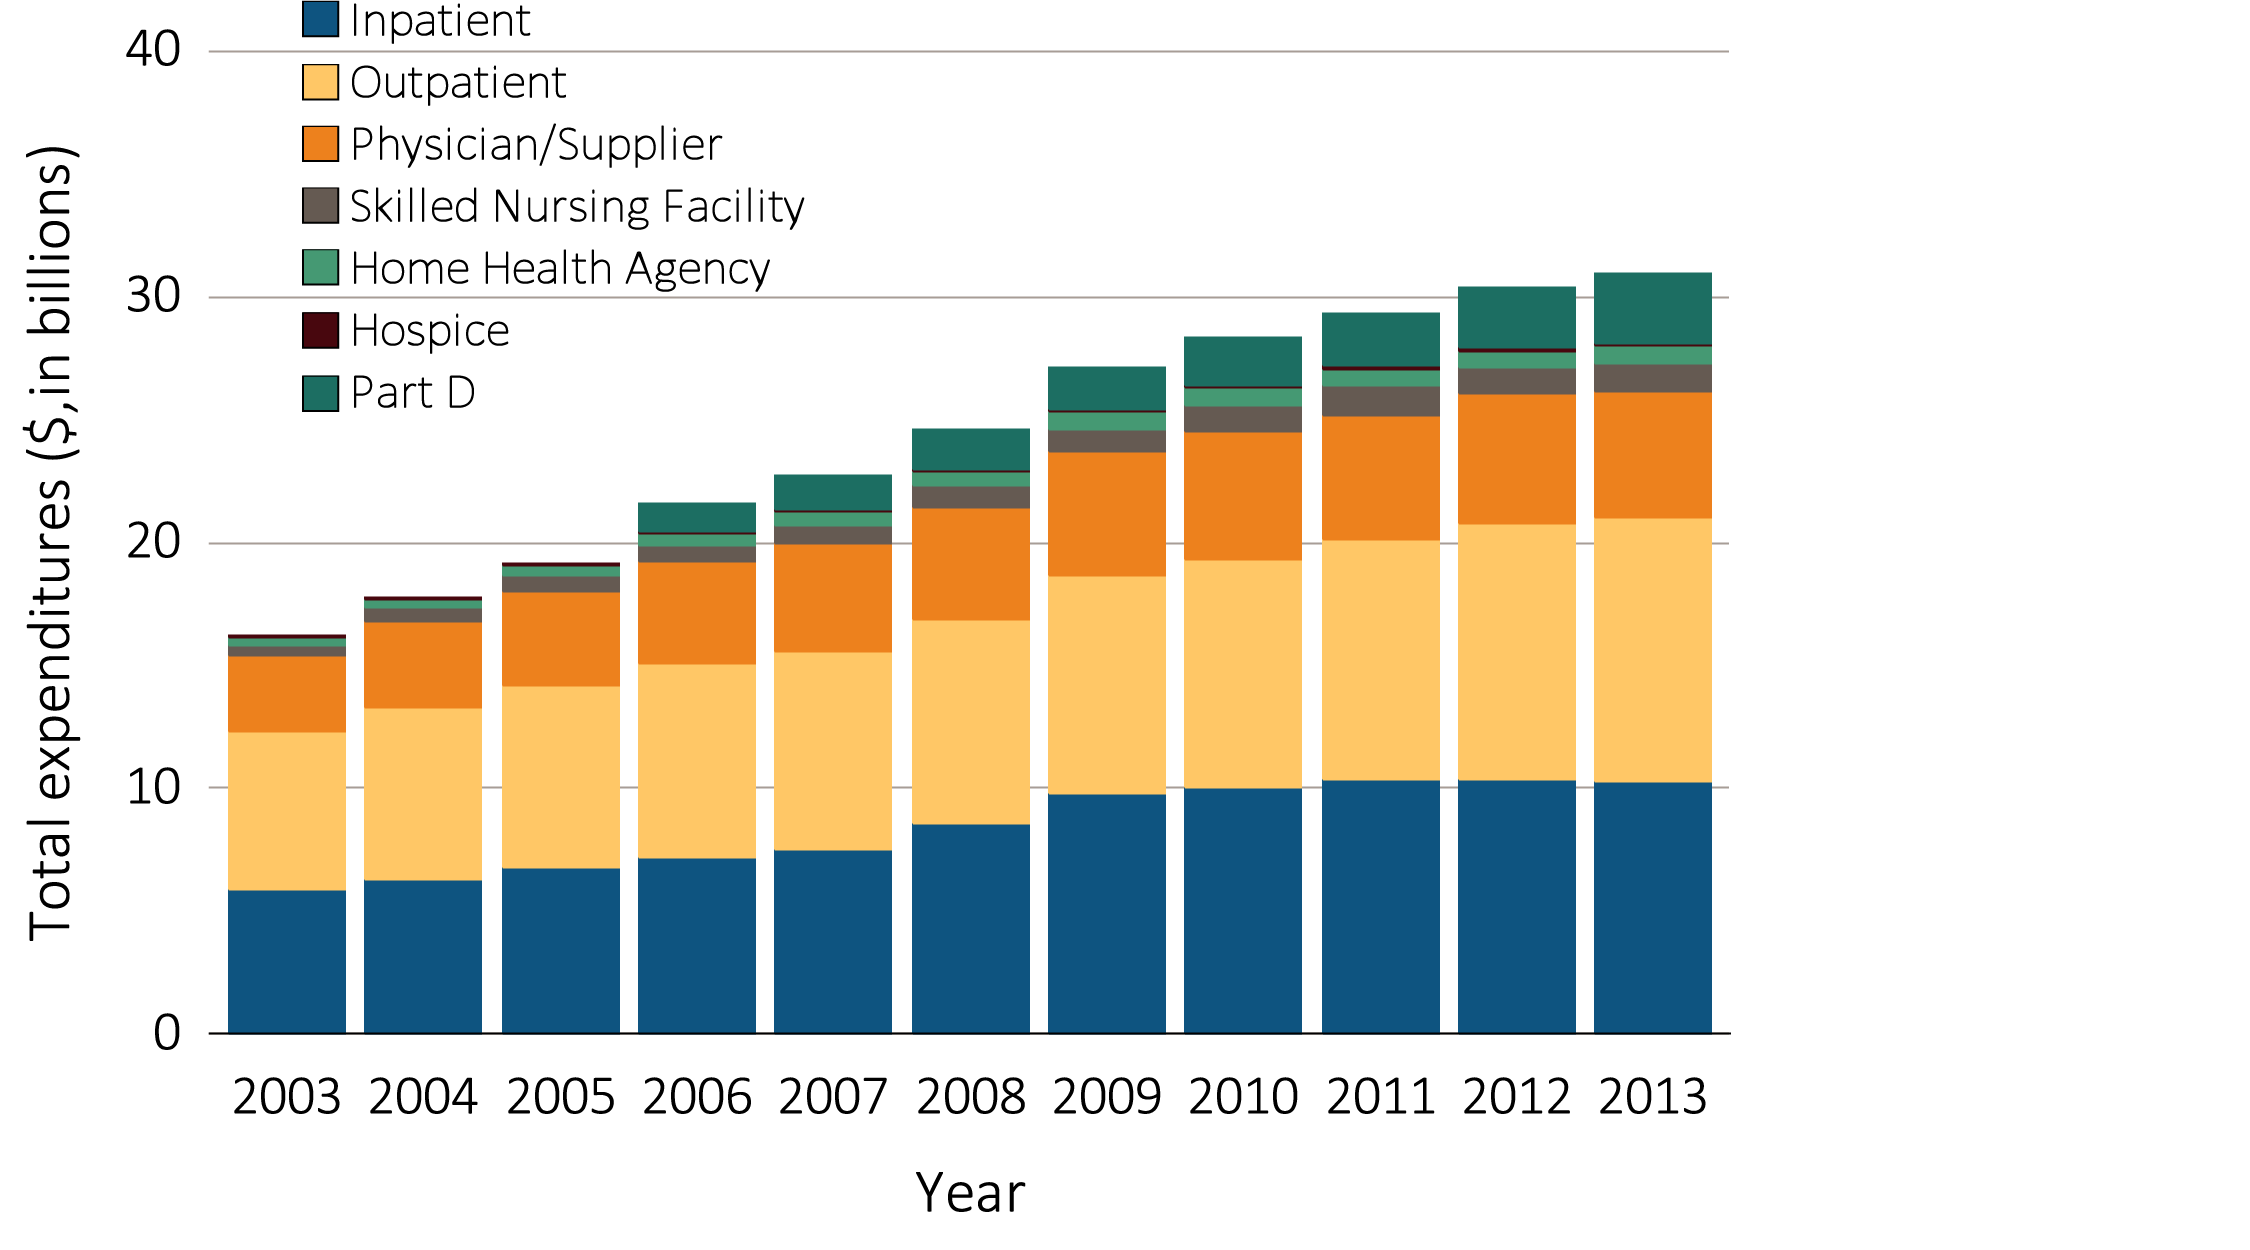 Inpatient
Outpatient
Physician/Supplier
Skilled Nursing Facility
Home Health Agency
Hospice
Part D
Total expenditures ($,in billions)
40
30
20
10
0
2003 2004 2005 2006 2007 2008 2009 2010 2011 2012 2013
Year